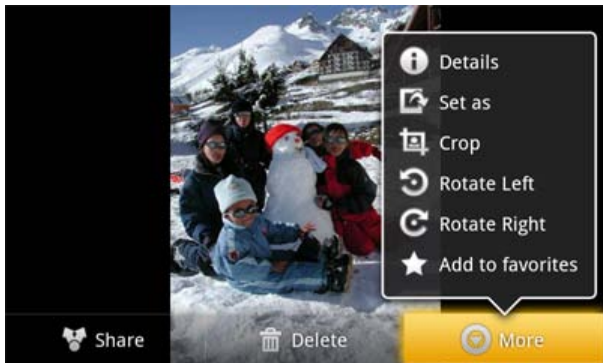 Details
Set as
Crop
Rotate Left
Rotate Right
Add to favorites
Share
Delete
More